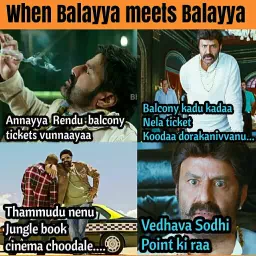 When Balayya meets Balayya
Annayya Rendu balcony
tickets vunnaayaa
Balcony kadu kadaa
Nela ticket
Koodaa dorakanivvanu...
Thammudu nenu
Jungle book
cinema choodale....
Vedhava Sodhi
Point ki raa